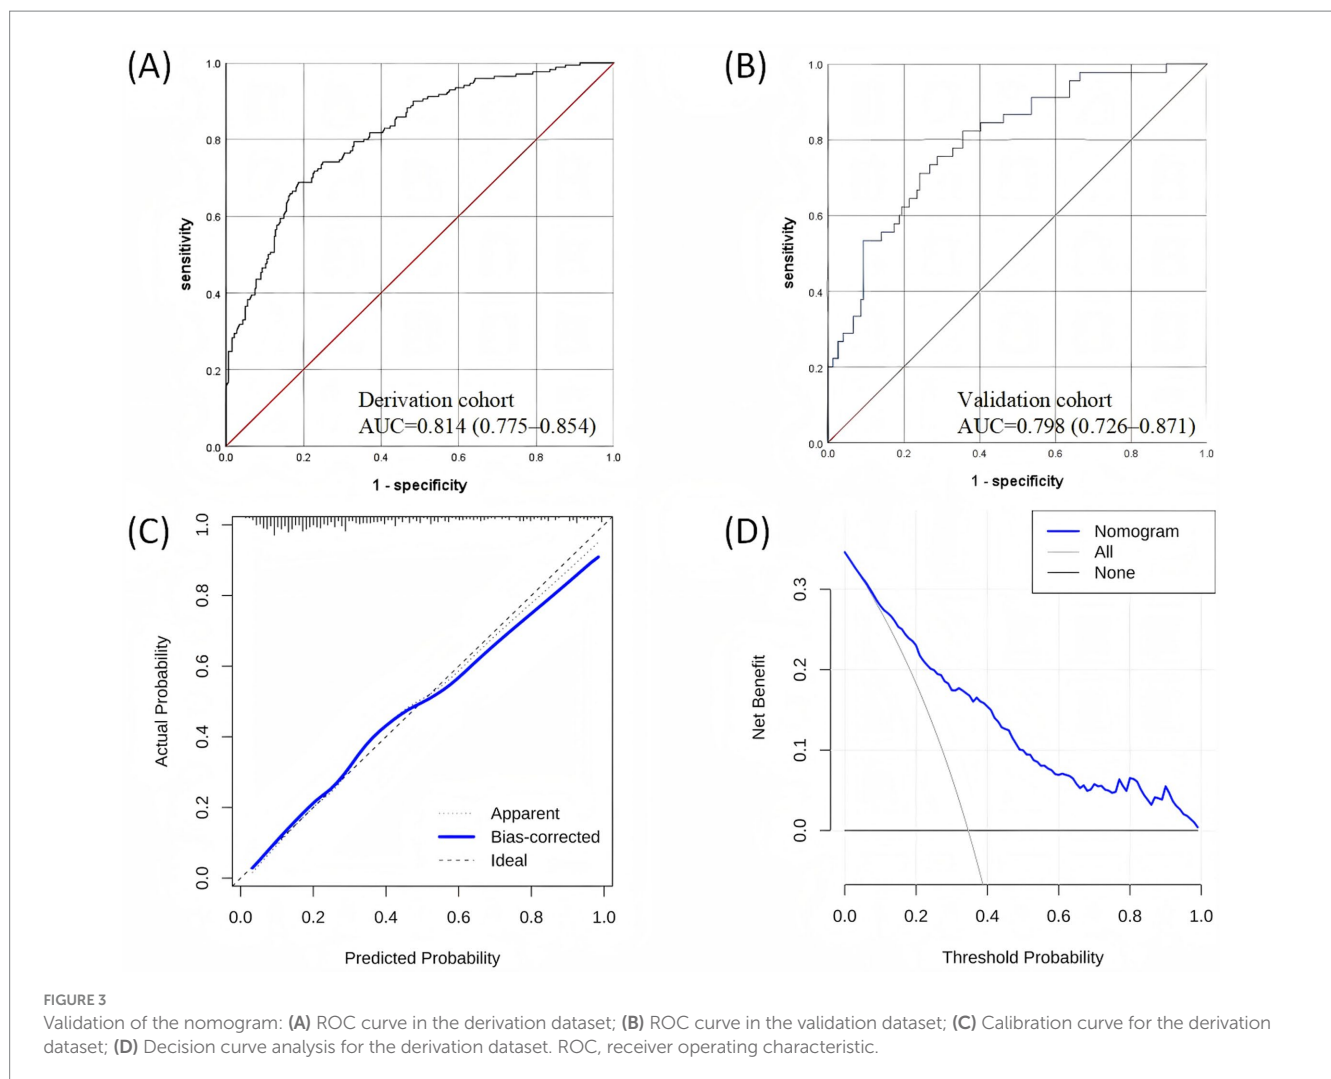 (A)
1.0
0.8
0.6
0.4
0.2
0.0
sensitivity
Derivation cohort
AUC=0.814 (0.775–0.854)
0.0 0.2 0.4 0.6 0.8 1.0
1 - specificity
(B)
1.0
0.8
0.6
0.4
0.2
0.0
sensitivity
Validation cohort
AUC=0.798 (0.726–0.871)
0.0 0.2 0.4 0.6 0.8 1.0
1 - specificity
(C)
1.0
0.8
0.6
0.4
0.2
0.0
Actual Probability
Apparent
Bias-corrected
Ideal
0.0 0.2 0.4 0.6 0.8 1.0
Predicted Probability
(D)
Nomogram
All
None
0.3
0.2
0.1
0.0
Net Benefit
0.0 0.2 0.4 0.6 0.8 1.0
Threshold Probability
FIGURE 3
Validation of the nomogram: (A) ROC curve in the derivation dataset; (B) ROC curve in the validation dataset; (C) Calibration curve for the derivation
dataset; (D) Decision curve analysis for the derivation dataset. ROC, receiver operating characteristic.